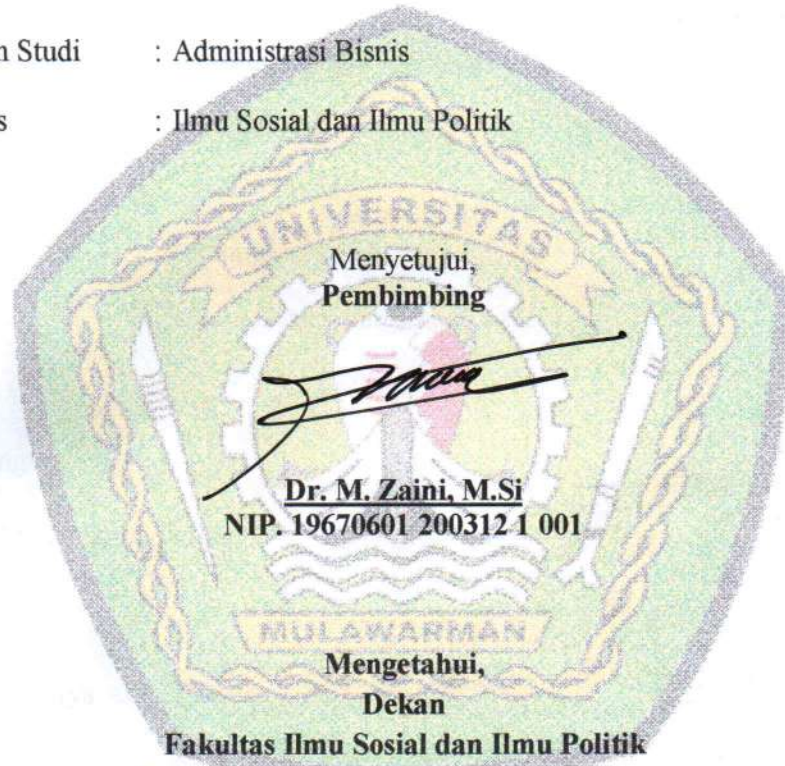 n Studi : Administrasi Bisnis
s : Ilmu Sosial dan Ilmu Politik
UNIVERSITAS
Menyetujui,
Pembimbing
Dr. M. Zaini, M.Si
NIP. 19670601 200312 1 001
MULAWARMAN
Mengetahui,
Dekan
Fakultas Ilmu Sosial dan Ilmu Politik